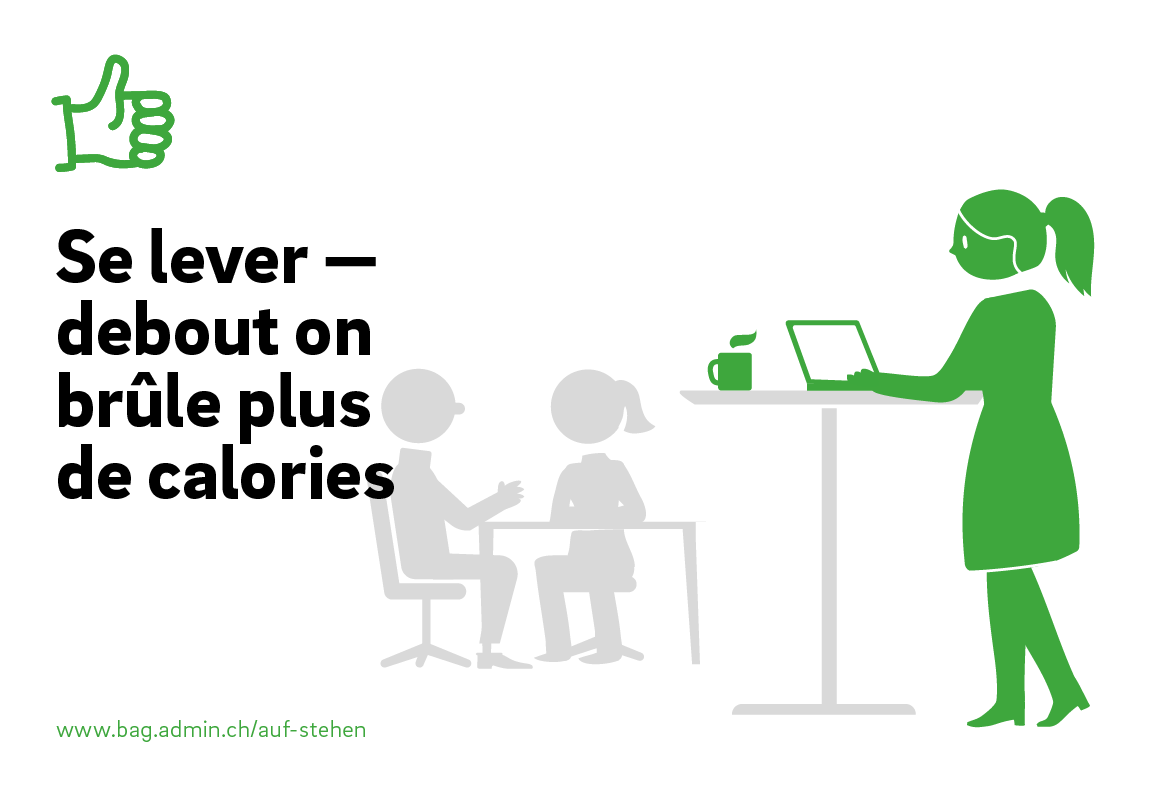 Se lever —
debout on
brûle plus
de calories
www.bag.admin.ch/auf-stehen